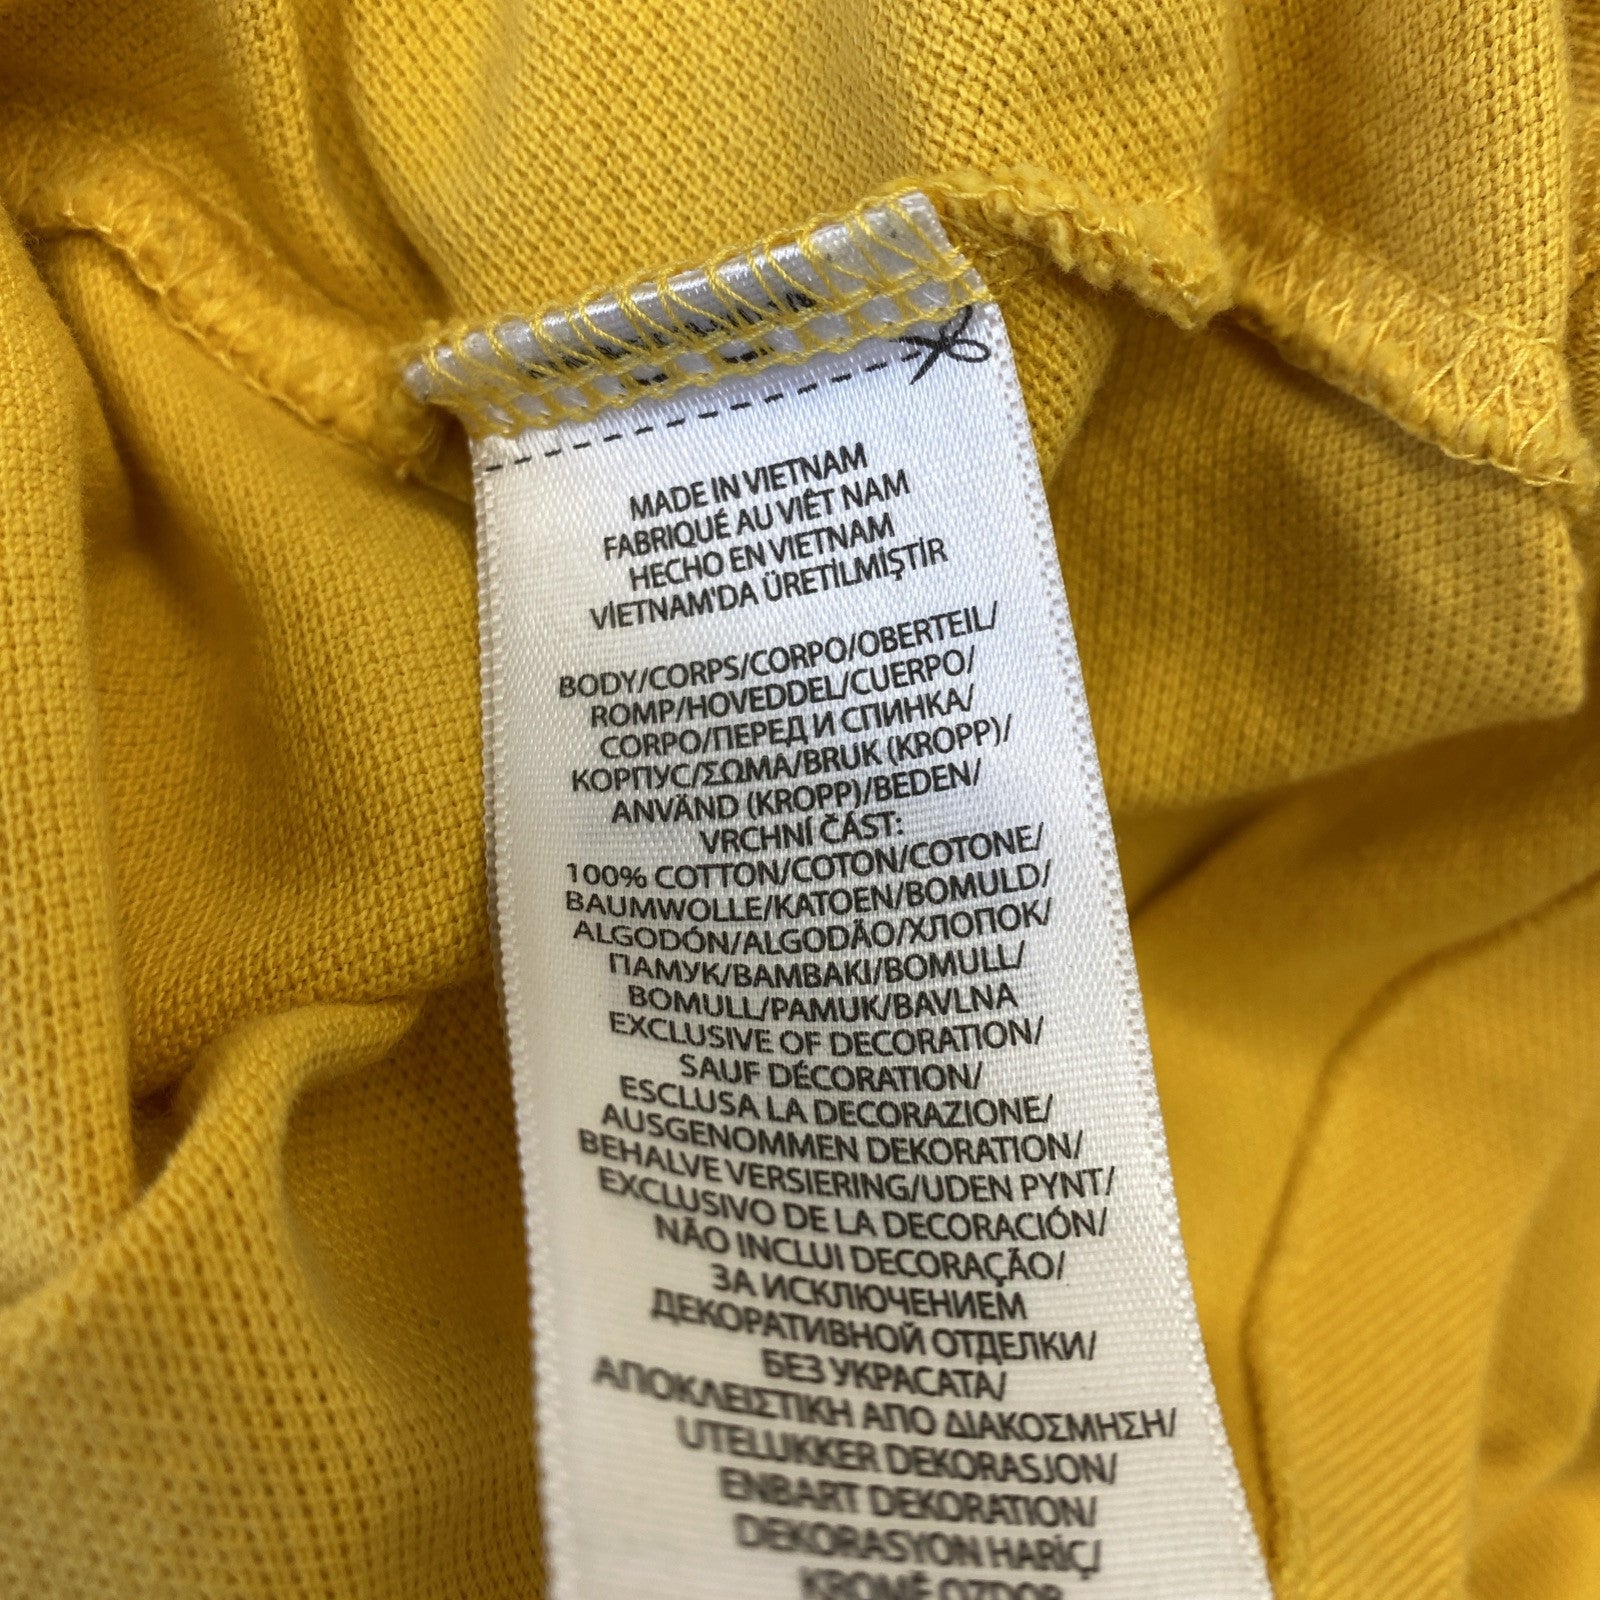 MADE IN VIETNAM
FABRIQUÉ AU VIÊT NAM
HECHO EN VIETNAM
VİETNAM'DA ÜRETİLMİŞTİR
BODY/CORPS/CORPO/OBERTEIL/
ROMP/HOVEDDEL/CUERPO/
CORPO/ПЕРЕД И СПИНКА/
КОРПУС/ΣΩΜΑ/BRUK (KROPP)/
ANVÄND (KROPP)/BEDEN/
VRCHNÍ ČÁST:
100% COTTON/COTON/COTONE/
BAUMWOLLE/KATOEN/BOMULD/
ALGODÓN/ALGODÃO/ХЛОПОК/
ПАМУК/ΒΑΜΒΑΚΙ/BOMULL/
BOMULL/PAMUK/BAVLNA
EXCLUSIVE OF DECORATION/
SAUF DÉCORATION/
ESCLUSA LA DECORAZIONE/
AUSGENOMMEN DEKORATION/
BEHALVE VERSIERING/UDEN PYNT/
EXCLUSIVO DE LA DECORACIÓN/
NÃO INCLUI DECORAÇÃO/
ЗА ИСКЛЮЧЕНИЕМ
ДЕКОРАТИВНОЙ ОТДЕЛКИ/
БЕЗ УКРАСАТА/
ΑΠΟΚΛΕΙΣΤΙΚΗ ΑΠΟ ΔΙΑΚΟΣΜΗΣΗ/
UTELUKKER DEKORASJON/
ENBART DEKORATION/
DEKORASYON HARİÇ/
KROMĚ OZDOB